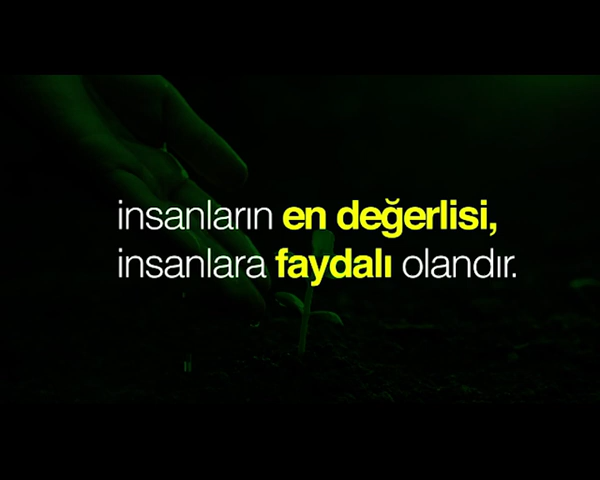 insanların en değerlisi,
insanlara faydalı olandır.